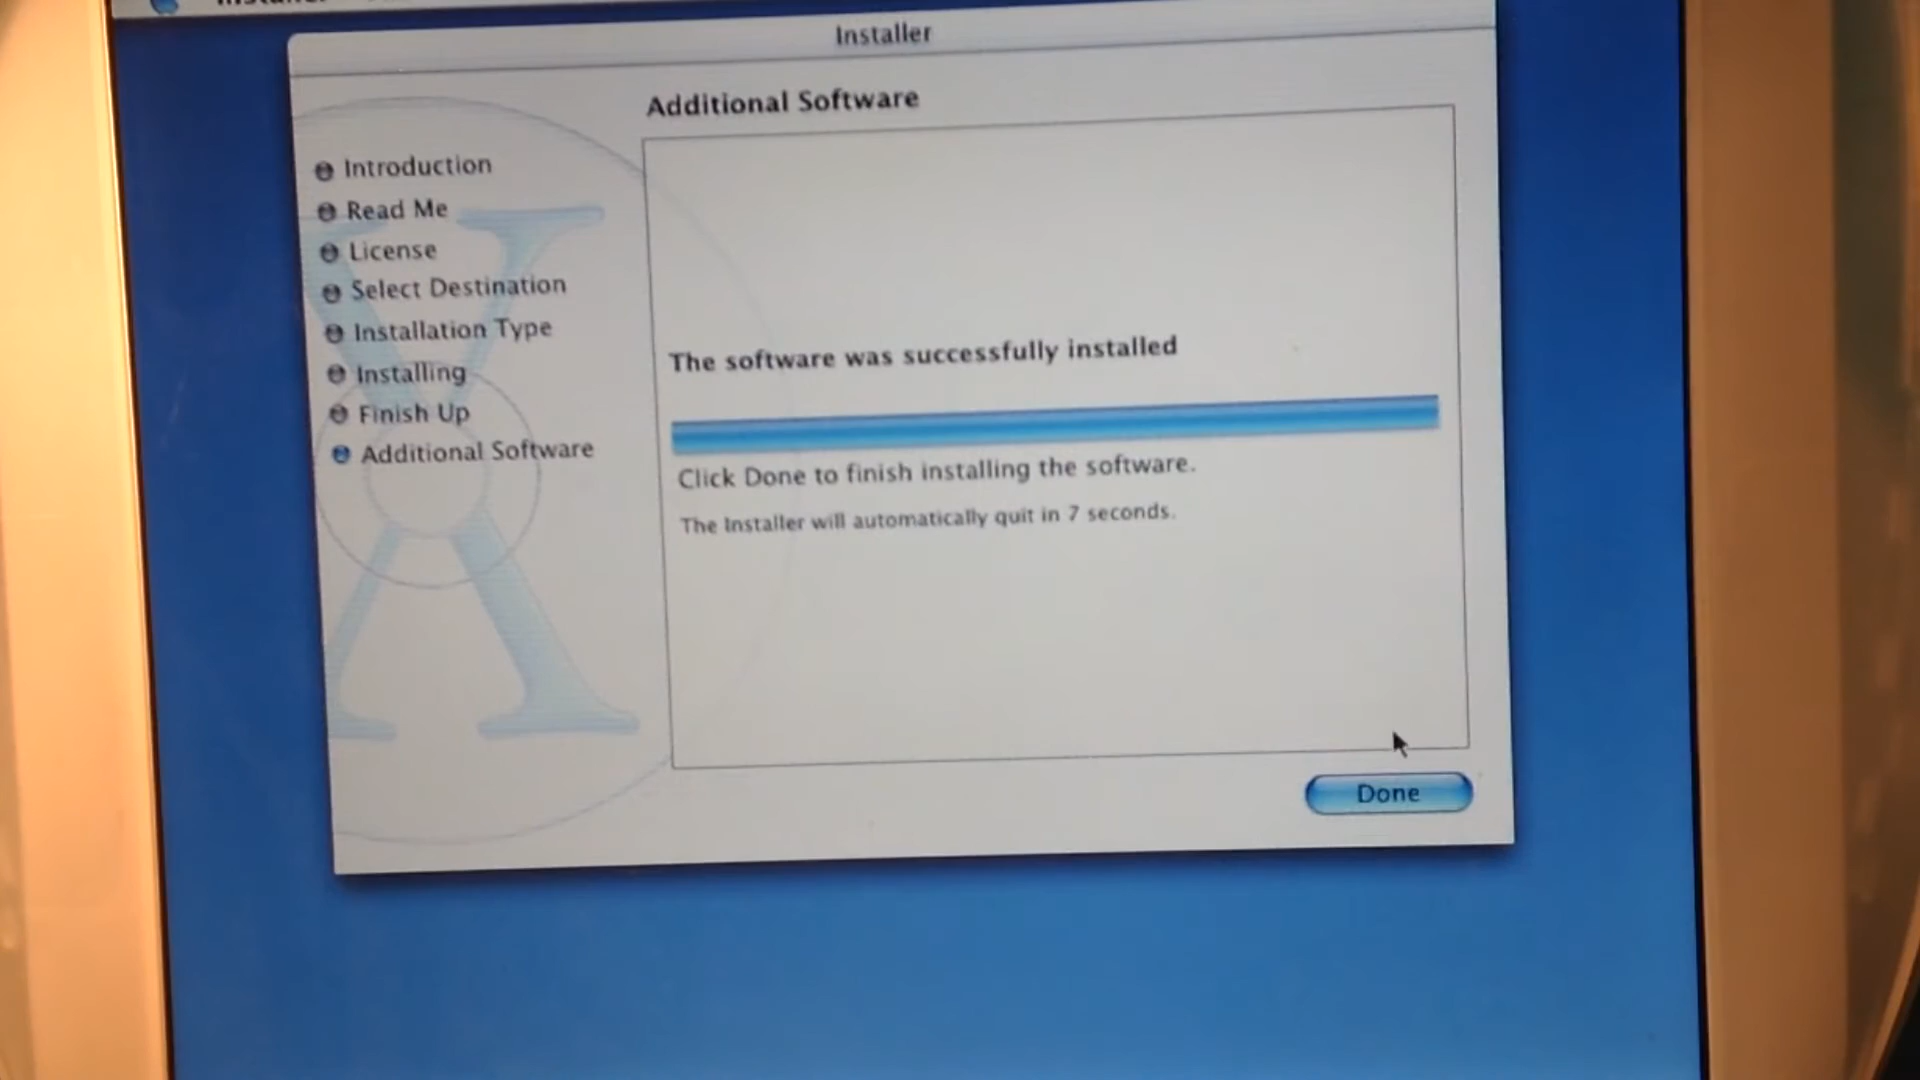 Installer
Additional Software
Introduction
Read Me
License
Select Destination
Installation Type
Installing
Finish Up
Additional Software
The software was successfully installed
Click Done to finish installing the software.
The Installer will automatically quit in 7 seconds.
Done